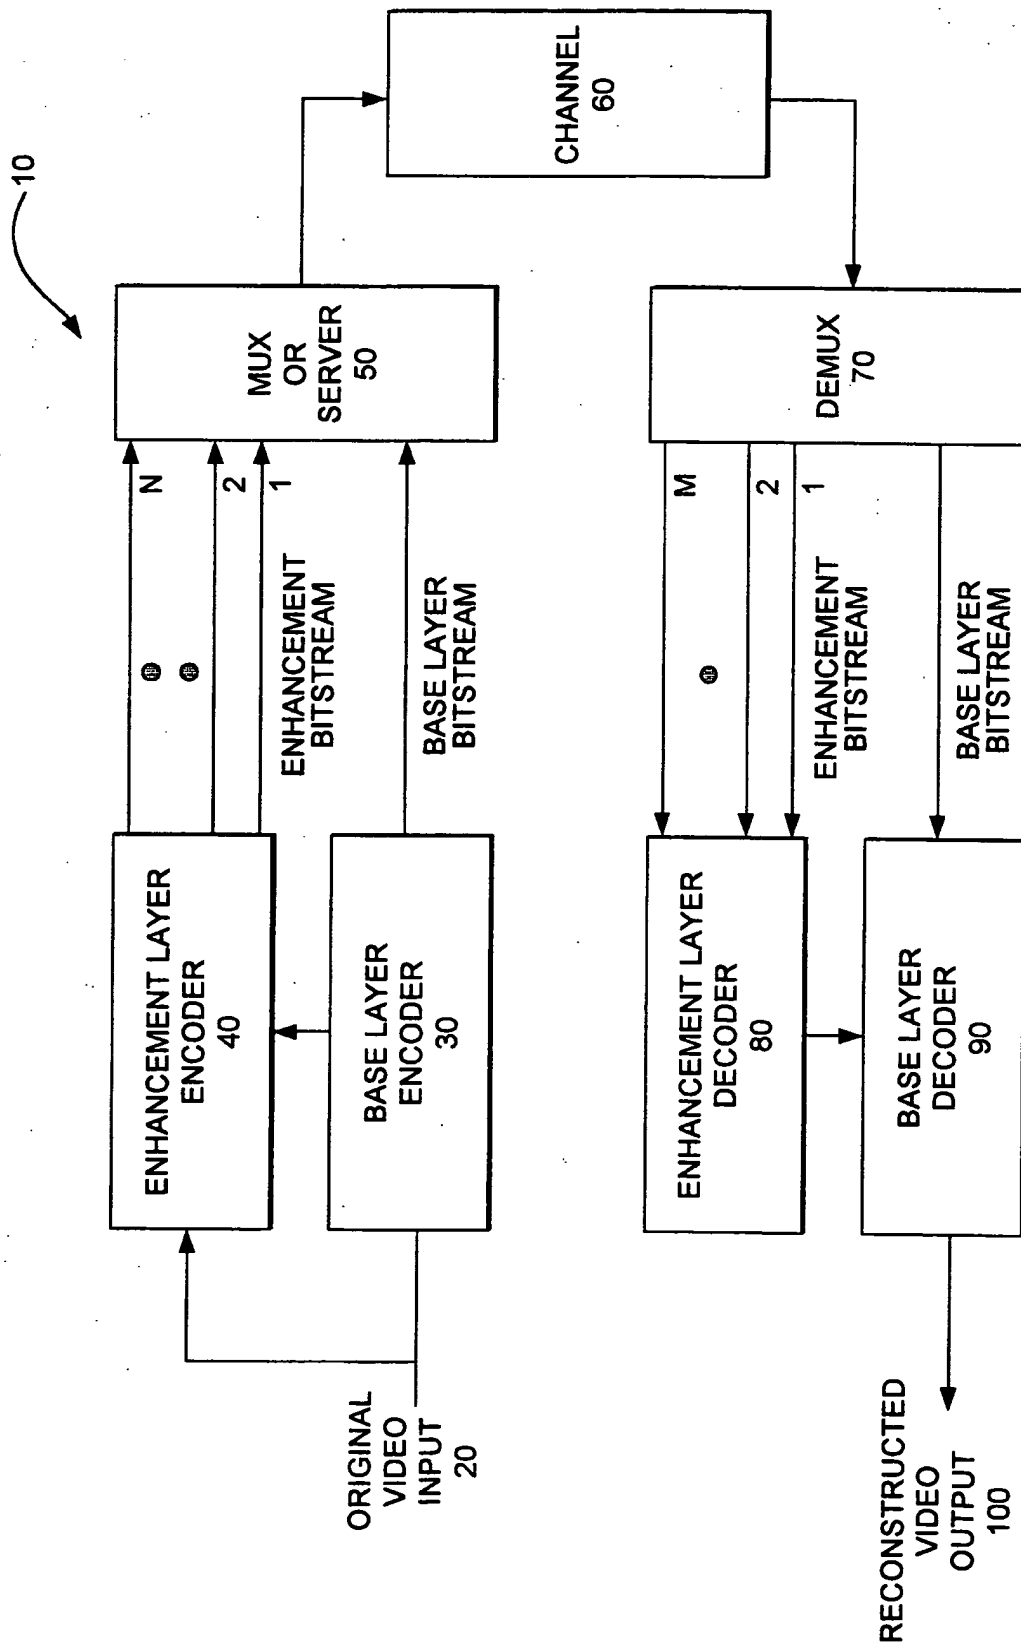 10
ORIGINAL
VIDEO
INPUT
20
ENHANCEMENT LAYER
ENCODER
40
BASE LAYER
ENCODER
30
N
2
1
ENHANCEMENT
BITSTREAM
BASE LAYER
BITSTREAM
MUX
OR
SERVER
50
CHANNEL
60
DEMUX
70
M
2
1
ENHANCEMENT
BITSTREAM
BASE LAYER
BITSTREAM
ENHANCEMENT LAYER
DECODER
80
BASE LAYER
DECODER
90
RECONSTRUCTED
VIDEO
OUTPUT
100